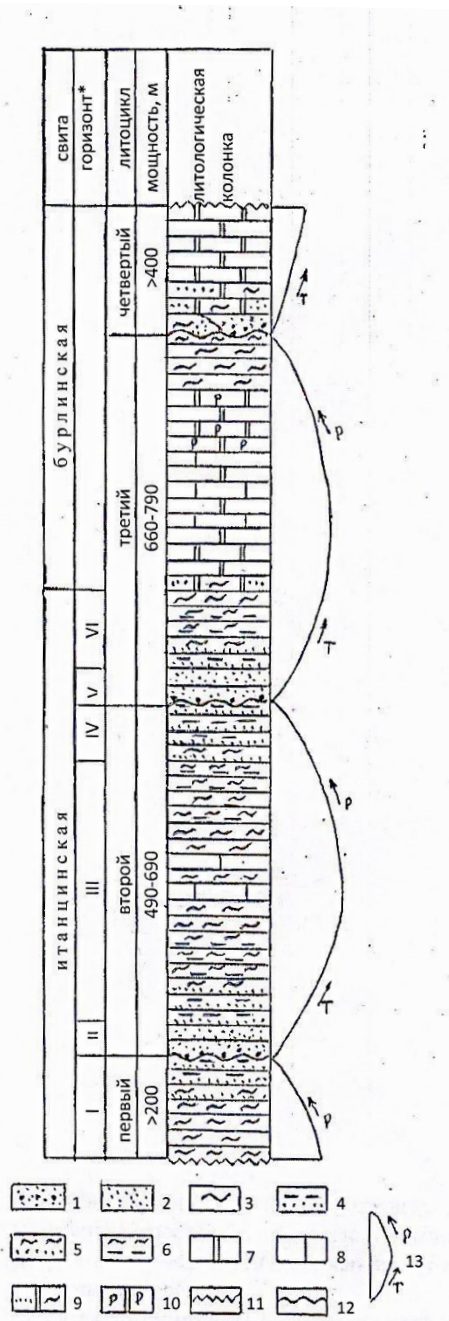 свита
горизонт*
литоцикл
мощность, м
литологическая
колонка
бурлинская
четвертый
>400
третий
660-790
VI
V
итанцинская
IV
III
II
I
второй
490-690
первый
>200
Т
Р
Т
Р
Т
Р
1
2
3
4
5
6
7
8
9
10
11
12
13
Р
Т